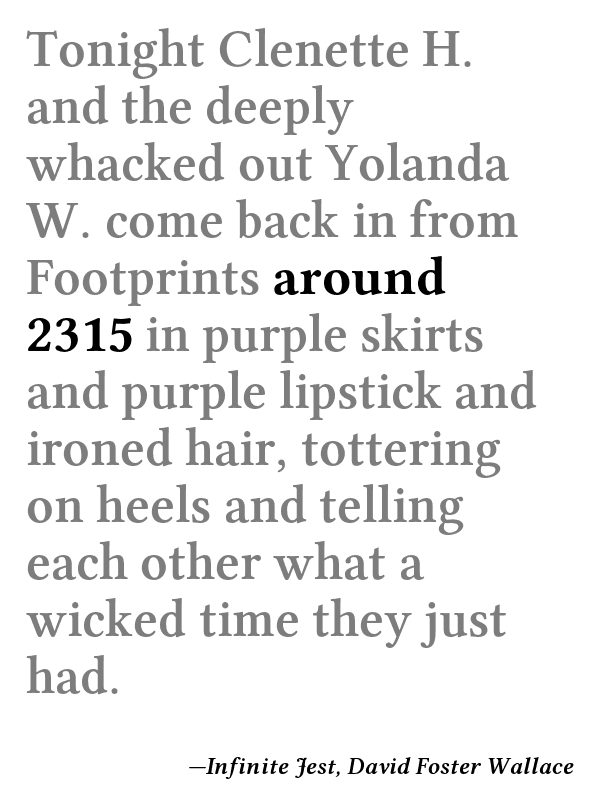 Tonight Clenette H.
and the deeply
whacked out Yolanda
W. come back in from
Footprints around
2315 in purple skirts
and purple lipstick and
ironed hair, tottering
on heels and telling
each other what a
wicked time they just
had.
—Infinite Jest, David Foster Wallace